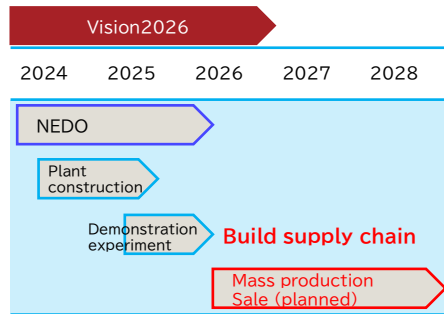 Vision2026
2024 2025 2026 2027 2028
NEDO
Plant
construction
Demonstration
experiment
Build supply chain
Mass production
Sale (planned)